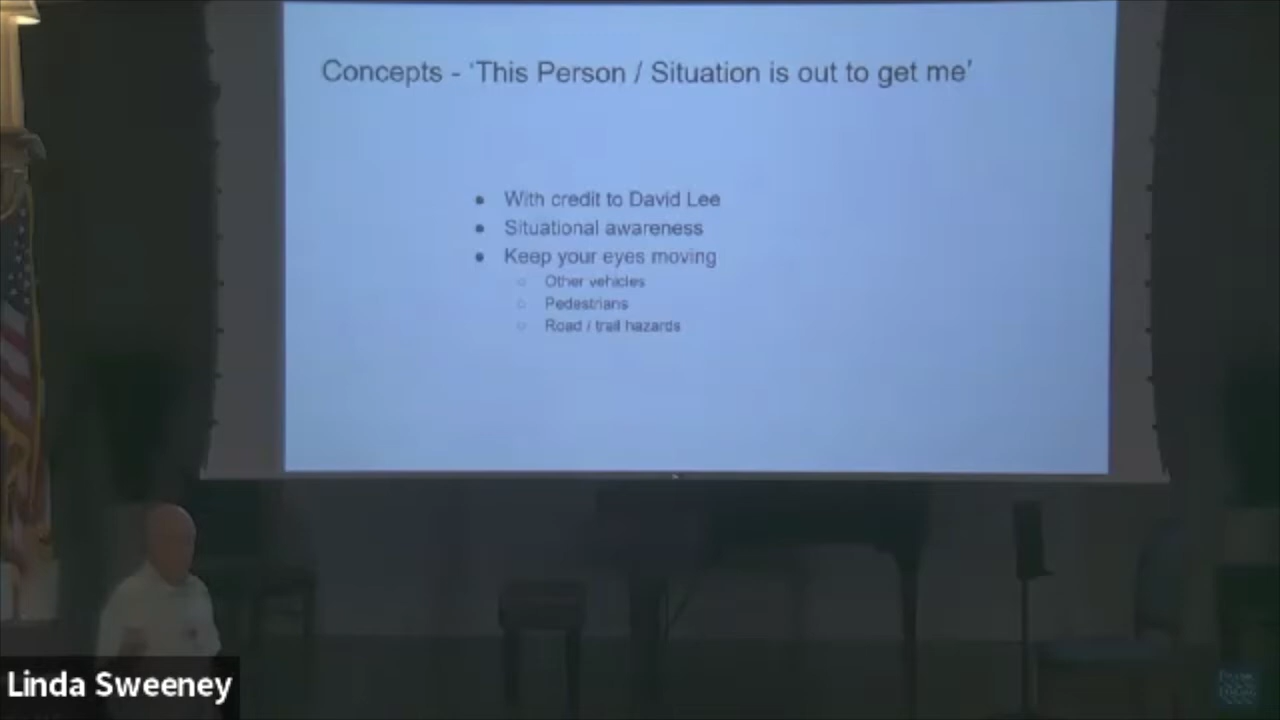 Concepts - ‘This Person / Situation is out to get me’
With credit to David Lee
Situational awareness
Keep your eyes moving
Other vehicles
Pedestrians
Road / trail hazards
Linda Sweeney